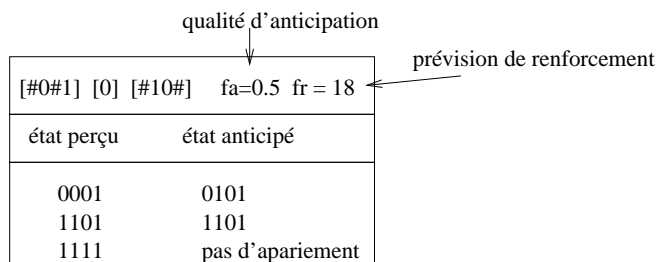 qualité d'anticipation
prévision de renforcement
[#0#1] [0] [#10#] fa=0.5 fr = 18
état perçu état anticipé
0001 0101
1101 1101
1111 pas d'apariement